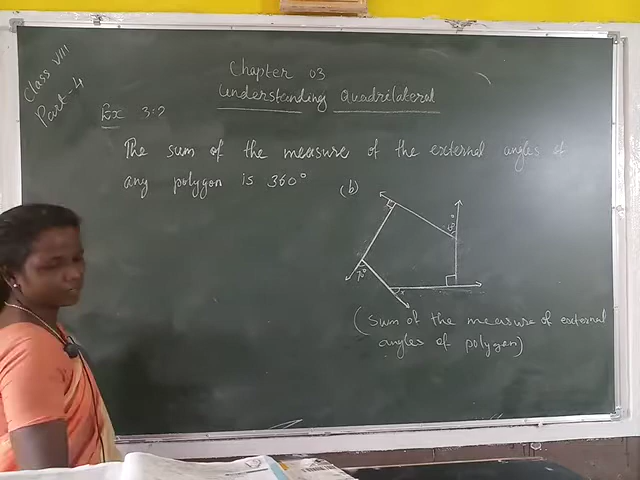 Class VIII
Part-4
Chapter 03
Understanding Quadrilateral
Ex 3.2
The sum of the measure of the external angles of
any polygon is 360°
(b)
70°
x
(Sum of the measure of external
angles of polygon)